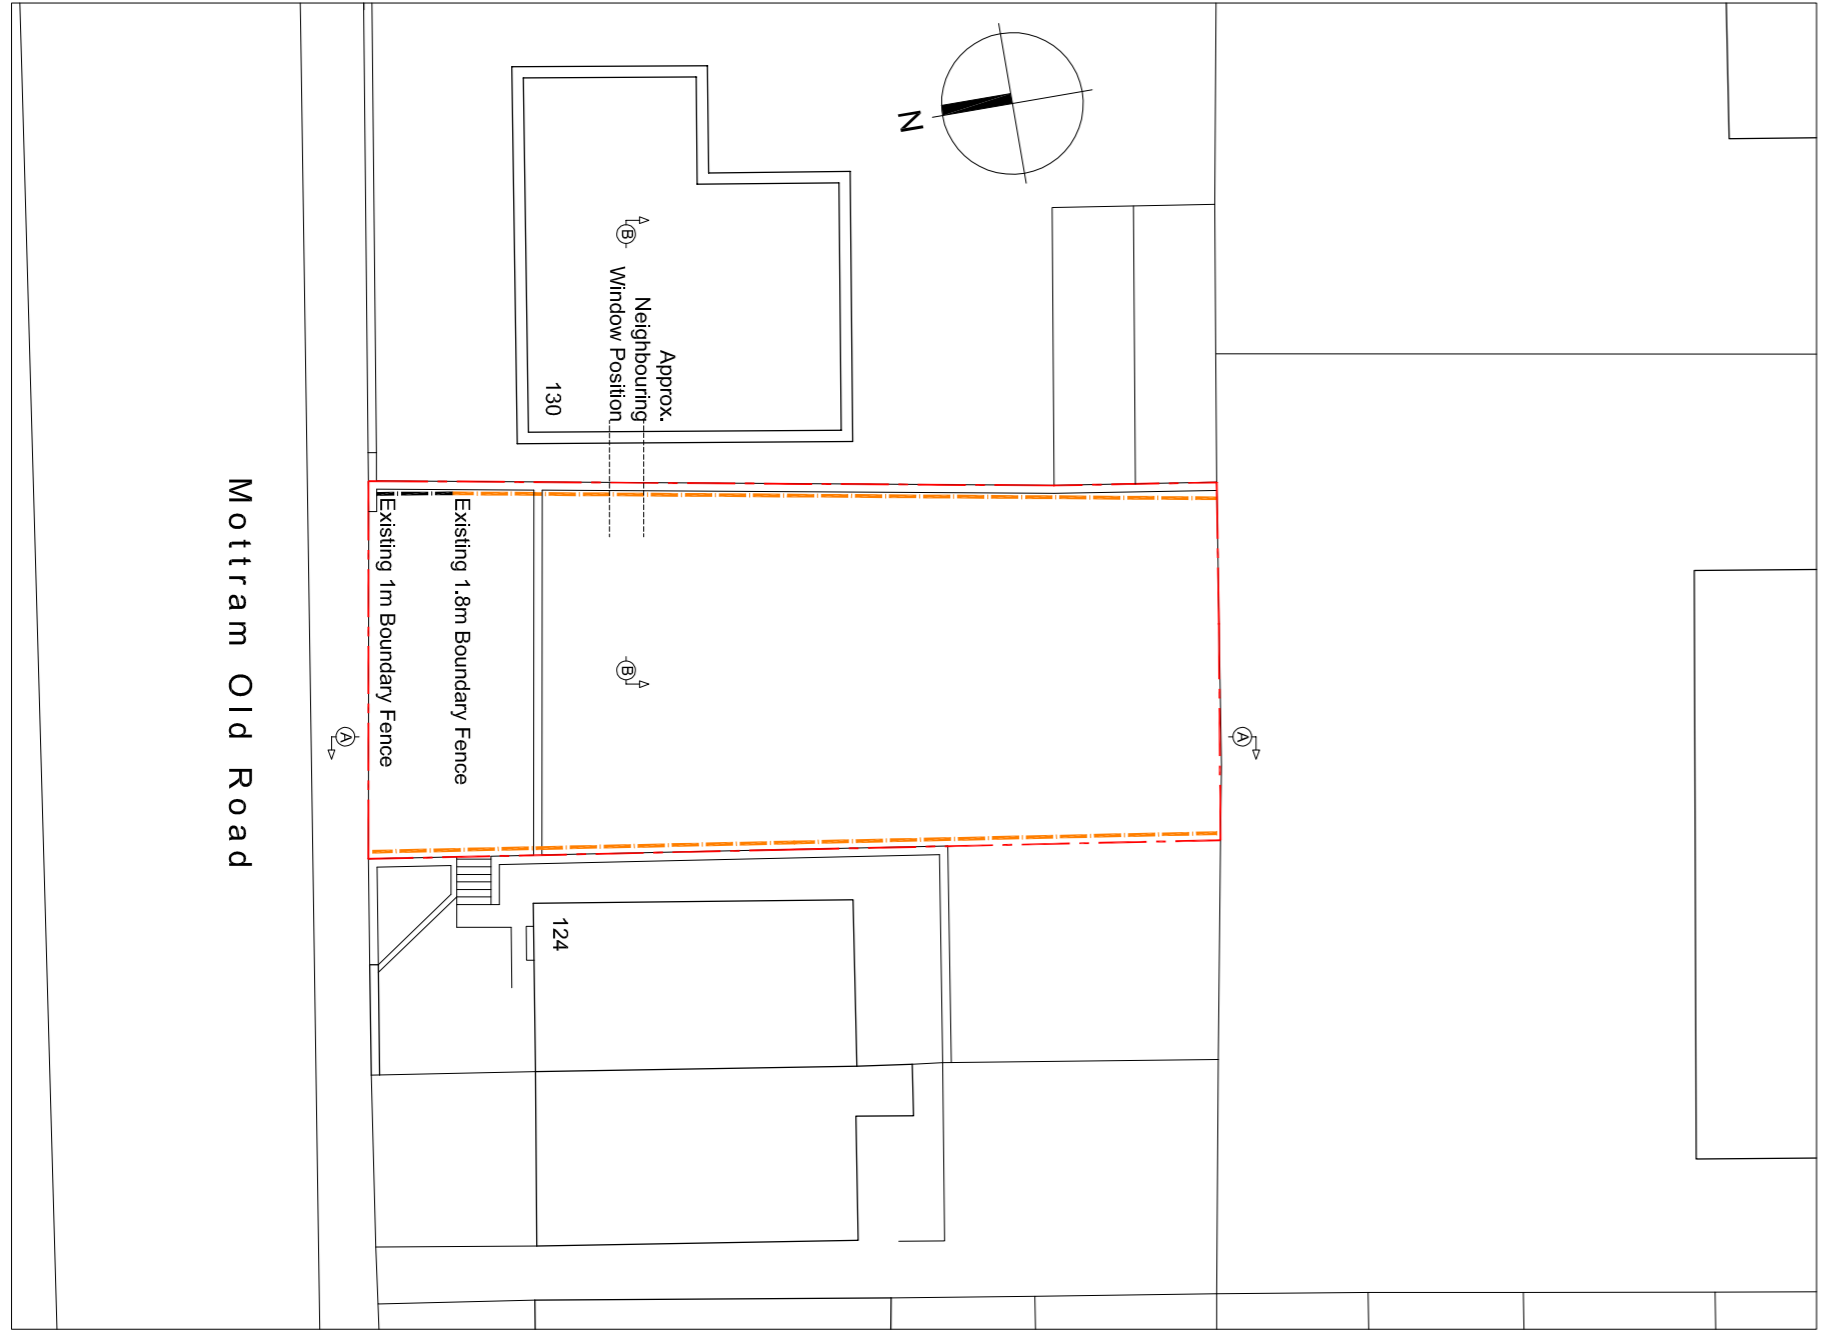 N
B
Approx.
Neighbouring
Window Position
130
Mottram Old Road
Existing 1.8m Boundary Fence
Existing 1m Boundary Fence
B
A
A
124